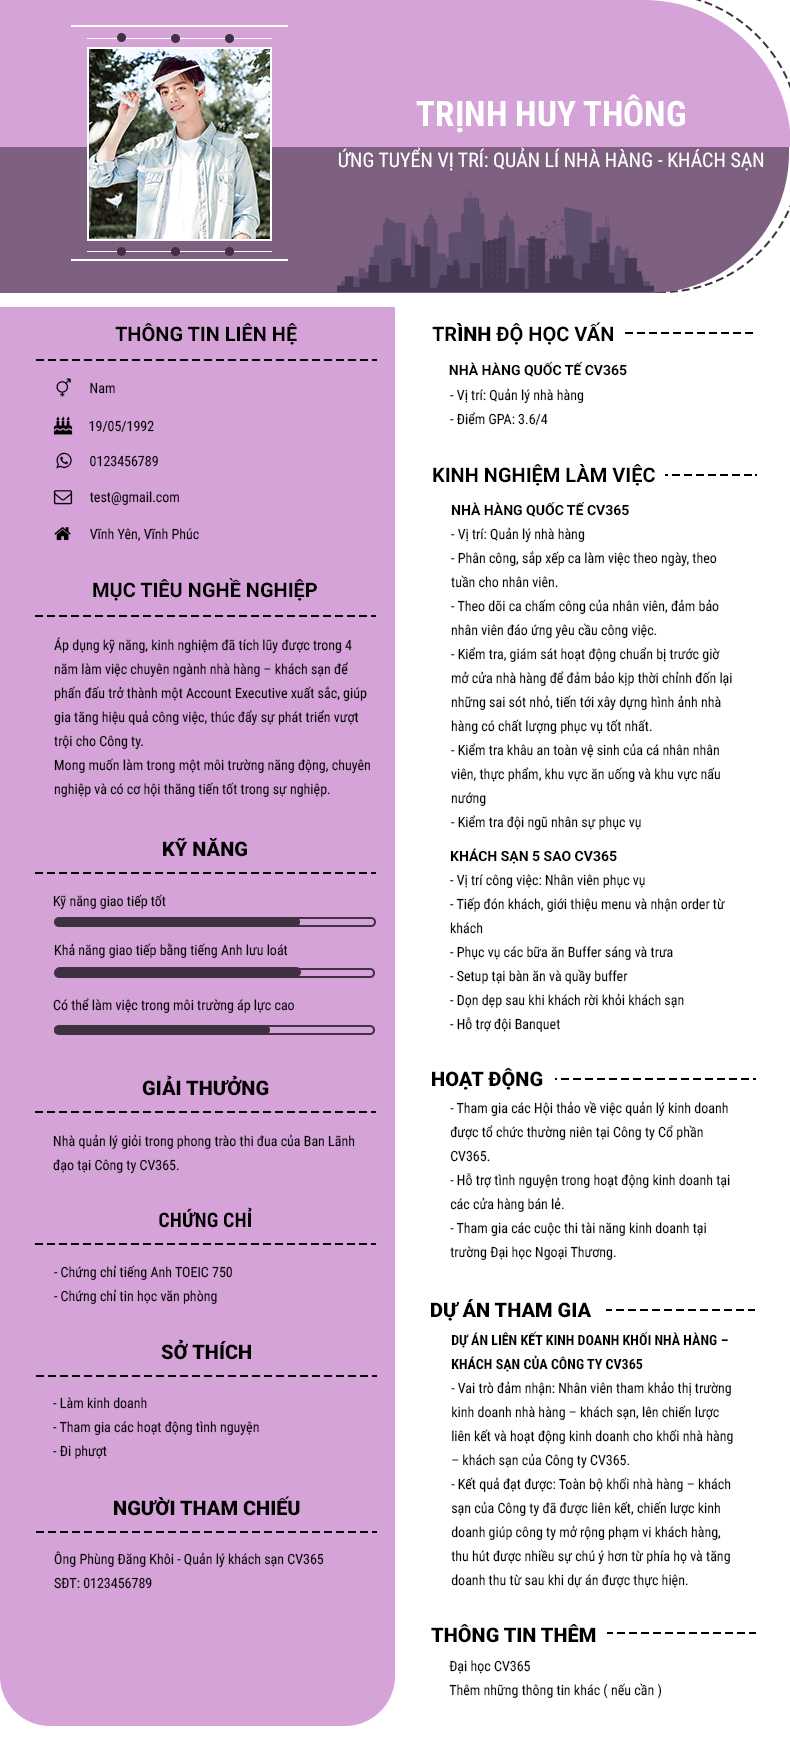 TRỊNH HUY THÔNG
ỨNG TUYỂN VỊ TRÍ: QUẢN LÍ NHÀ HÀNG - KHÁCH SẠN
THÔNG TIN LIÊN HỆ
Nam
19/05/1992
0123456789
test@gmail.com
Vĩnh Yên, Vĩnh Phúc
MỤC TIÊU NGHỀ NGHIỆP
Áp dụng kỹ năng, kinh nghiệm đã tích lũy được trong 4
năm làm việc chuyên ngành nhà hàng – khách sạn để
phấn đấu trở thành một Account Executive xuất sắc, giúp
gia tăng hiệu quả công việc, thúc đẩy sự phát triển vượt
trội cho Công ty.
Mong muốn làm trong một môi trường năng động, chuyên
nghiệp và có cơ hội thăng tiến tốt trong sự nghiệp.
KỸ NĂNG
Kỹ năng giao tiếp tốt
Khả năng giao tiếp bằng tiếng Anh lưu loát
Có thể làm việc trong môi trường áp lực cao
GIẢI THƯỞNG
Nhà quản lý giỏi trong phong trào thi đua của Ban Lãnh
đạo tại Công ty CV365.
CHỨNG CHỈ
- Chứng chỉ tiếng Anh TOEIC 750
- Chứng chỉ tin học văn phòng
SỞ THÍCH
- Làm kinh doanh
- Tham gia các hoạt động tình nguyện
- Đi phượt
NGƯỜI THAM CHIẾU
Ông Phùng Đăng Khôi - Quản lý khách sạn CV365
SĐT: 0123456789
TRÌNH ĐỘ HỌC VẤN
NHÀ HÀNG QUỐC TẾ CV365
- Vị trí: Quản lý nhà hàng
- Điểm GPA: 3.6/4
KINH NGHIỆM LÀM VIỆC
NHÀ HÀNG QUỐC TẾ CV365
- Vị trí: Quản lý nhà hàng
- Phân công, sắp xếp ca làm việc theo ngày, theo
tuần cho nhân viên.
- Theo dõi ca chấm công của nhân viên, đảm bảo
nhân viên đáo ứng yêu cầu công việc.
- Kiểm tra, giám sát hoạt động chuẩn bị trước giờ
mở cửa nhà hàng để đảm bảo kịp thời chỉnh đốn lại
những sai sót nhỏ, tiến tới xây dựng hình ảnh nhà
hàng có chất lượng phục vụ tốt nhất.
- Kiểm tra khâu an toàn vệ sinh của cá nhân nhân
viên, thực phẩm, khu vực ăn uống và khu vực nấu
nướng
- Kiểm tra đội ngũ nhân sự phục vụ
KHÁCH SẠN 5 SAO CV365
- Vị trí công việc: Nhân viên phục vụ
- Tiếp đón khách, giới thiệu menu và nhận order từ
khách
- Phục vụ các bữa ăn Buffer sáng và trưa
- Setup tại bàn ăn và quầy buffer
- Dọn dẹp sau khi khách rời khỏi khách sạn
- Hỗ trợ đội Banquet
HOẠT ĐỘNG
- Tham gia các Hội thảo về việc quản lý kinh doanh
được tổ chức thường niên tại Công ty Cổ phần
CV365.
- Hỗ trợ tình nguyện trong hoạt động kinh doanh tại
các cửa hàng bán lẻ.
- Tham gia các cuộc thi tài năng kinh doanh tại
trường Đại học Ngoại Thương.
DỰ ÁN THAM GIA
DỰ ÁN LIÊN KẾT KINH DOANH KHỐI NHÀ HÀNG –
KHÁCH SẠN CỦA CÔNG TY CV365
- Vai trò đảm nhận: Nhân viên tham khảo thị trường
kinh doanh nhà hàng – khách sạn, lên chiến lược
liên kết và hoạt động kinh doanh cho khối nhà hàng
– khách sạn của Công ty CV365.
- Kết quả đạt được: Toàn bộ khối nhà hàng – khách
sạn của Công ty đã được liên kết, chiến lược kinh
doanh giúp công ty mở rộng phạm vi khách hàng,
thu hút được nhiều sự chú ý hơn từ phía họ và tăng
doanh thu từ sau khi dự án được thực hiện.
THÔNG TIN THÊM
Đại học CV365
Thêm những thông tin khác ( nếu cần )